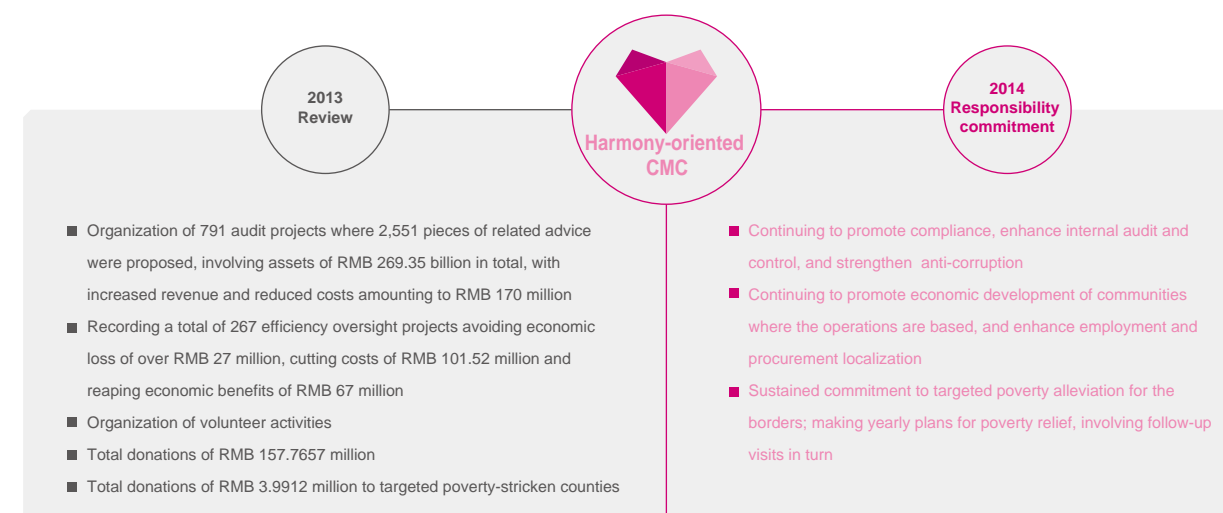 2013
Review
Harmony-oriented
CMC
2014
Responsibility
commitment
Organization of 791 audit projects where 2,551 pieces of related advice
were proposed, involving assets of RMB 269.35 billion in total, with
increased revenue and reduced costs amounting to RMB 170 million
Recording a total of 267 efficiency oversight projects avoiding economic
loss of over RMB 27 million, cutting costs of RMB 101.52 million and
reaping economic benefits of RMB 67 million
Organization of volunteer activities
Total donations of RMB 157.7657 million
Total donations of RMB 3.9912 million to targeted poverty-stricken counties
Continuing to promote compliance, enhance internal audit and
control, and strengthen anti-corruption
Continuing to promote economic development of communities
where the operations are based, and enhance employment and
procurement localization
Sustained commitment to targeted poverty alleviation for the
borders; making yearly plans for poverty relief, involving follow-up
visits in turn